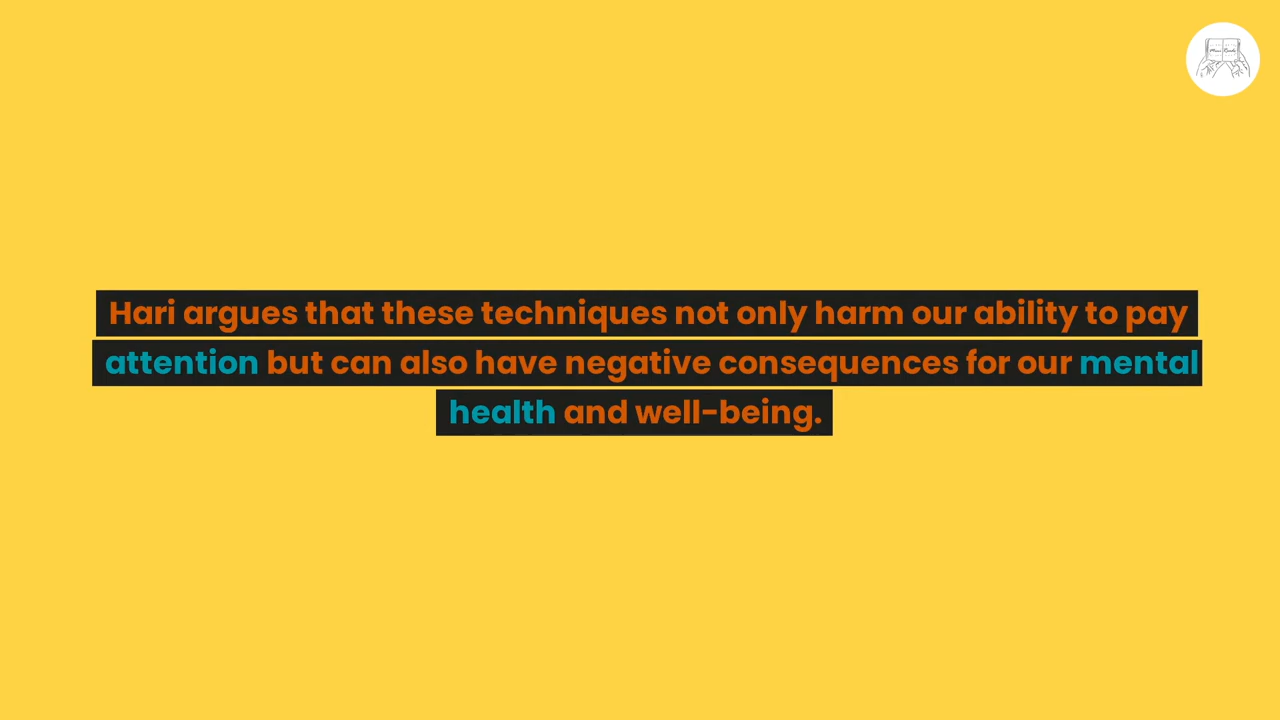 Hari argues that these techniques not only harm our ability to pay
attention but can also have negative consequences for our mental
health and well-being.